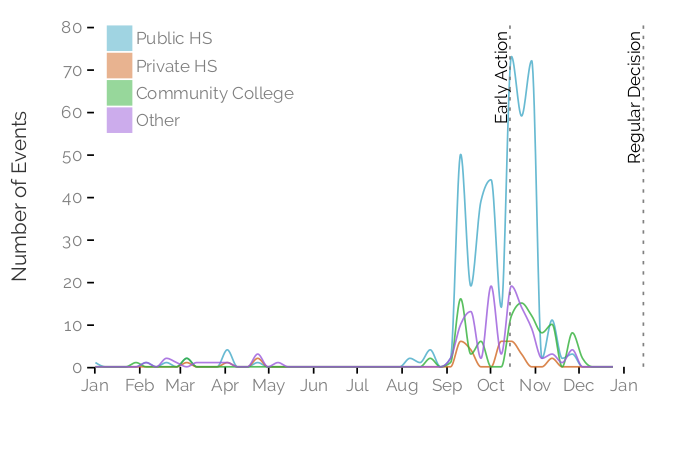 80
70
60
50
40
30
20
10
0
Number of Events
Public HS
Private HS
Community College
Other
Early Action
Regular Decision
Jan Feb Mar Apr May Jun Jul Aug Sep Oct Nov Dec Jan